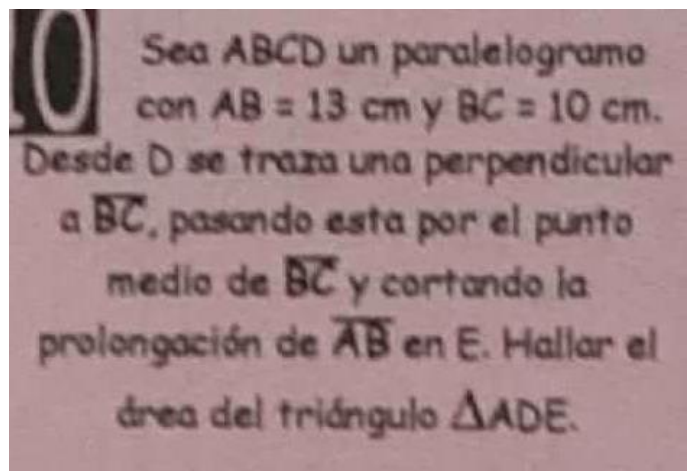 10 Sea ABCD un paralelogramo
con AB = 13 cm y BC = 10 cm.
Desde D se traza una perpendicular
a BC, pasando esta por el punto
medio de BC y cortando la
prolongación de AB en E. Hallar el
área del triángulo ΔADE.